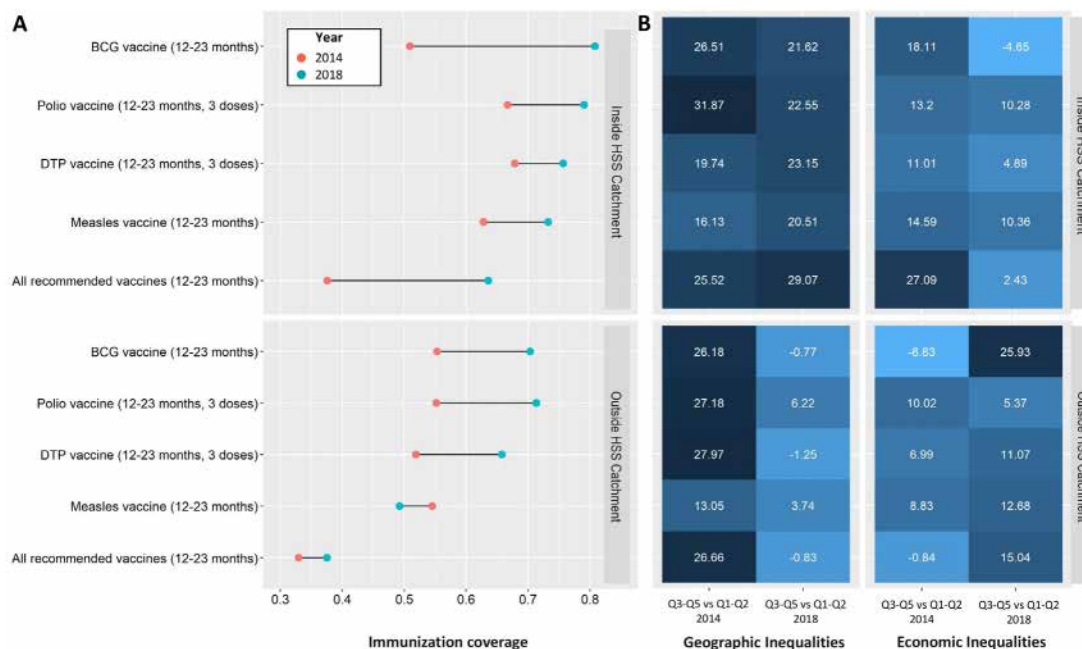 A
B
Year
2014
2018
BCG vaccine (12-23 months)
Polio vaccine (12-23 months, 3 doses)
DTP vaccine (12-23 months, 3 doses)
Measles vaccine (12-23 months)
All recommended vaccines (12-23 months)
Inside HSS Catchment
26.51 21.62 18.11 -4.65
31.87 22.55 13.2 10.28
19.74 23.15 11.01 4.89
16.13 20.51 14.59 10.36
25.52 29.07 27.09 2.43
Inside HSS Catchment
BCG vaccine (12-23 months)
Polio vaccine (12-23 months, 3 doses)
DTP vaccine (12-23 months, 3 doses)
Measles vaccine (12-23 months)
All recommended vaccines (12-23 months)
Outside HSS Catchment
26.18 -0.77 -6.83 25.93
27.18 6.22 10.02 5.37
27.97 -1.25 6.99 11.07
13.05 3.74 8.83 12.68
26.66 -0.83 -0.84 15.04
Outside HSS Catchment
0.3 0.4 0.5 0.6 0.7 0.8
Immunization coverage
Q3-Q5 vs Q1-Q2 Q3-Q5 vs Q1-Q2 Q3-Q5 vs Q1-Q2 Q3-Q5 vs Q1-Q2
2014 2018 2014 2018
Geographic Inequalities Economic Inequalities